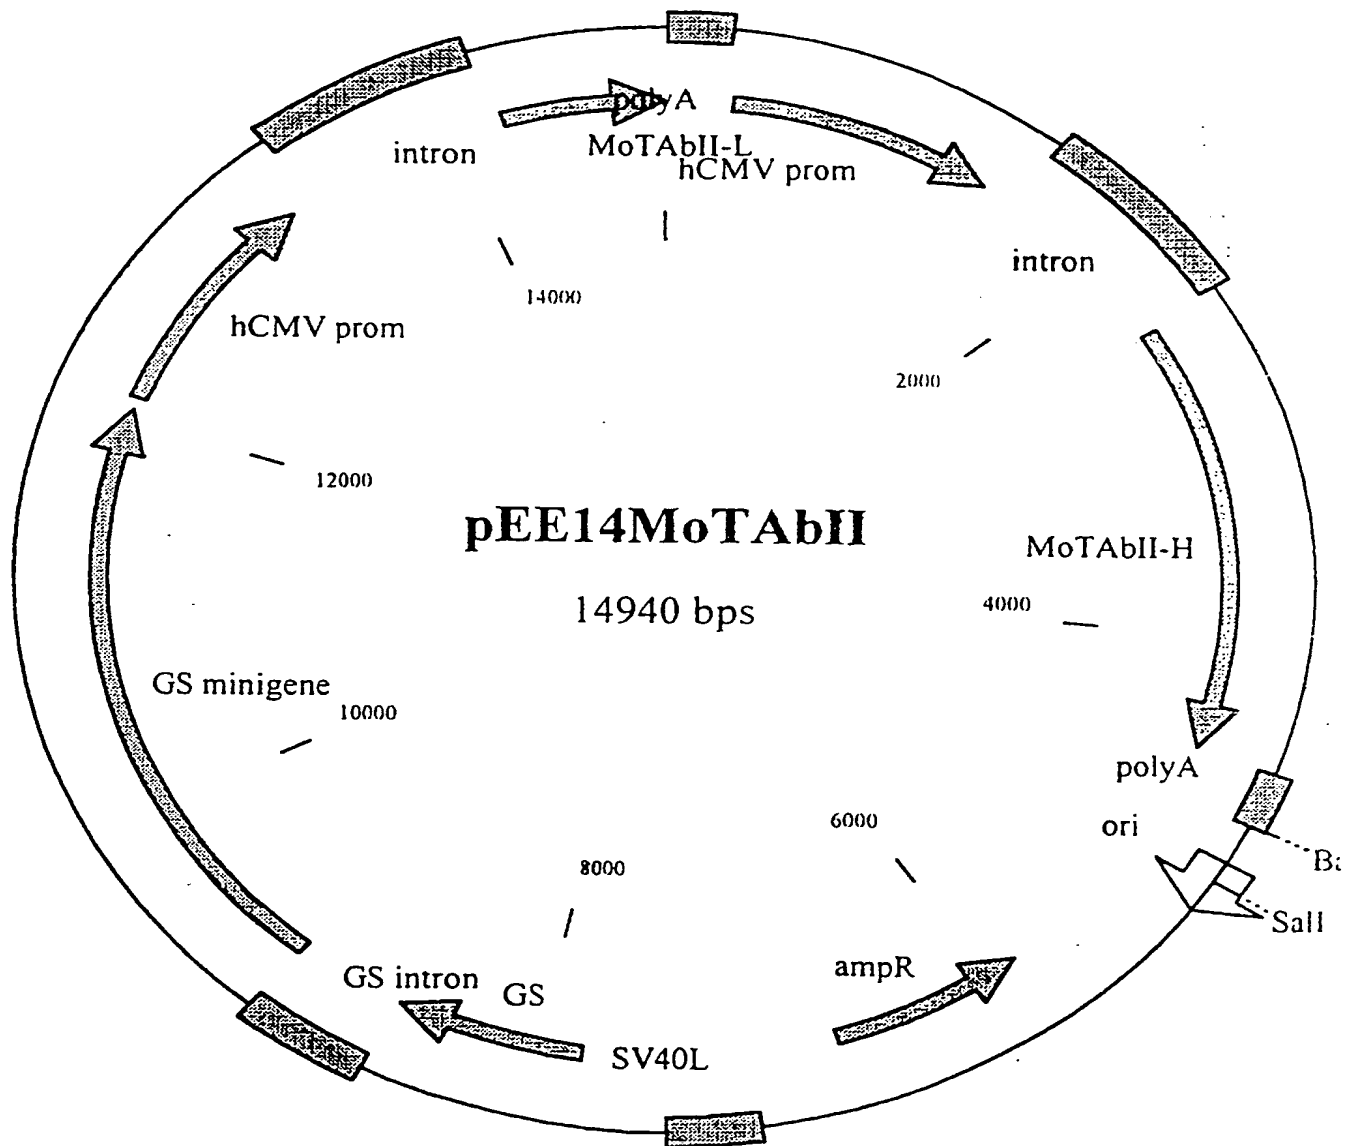 polyA
intron
MoTAbII-L
hCMV prom
intron
14000
hCMV prom
2000
12000
pEE14MoTAbII
MoTAbII-H
14940 bps
4000
GS minigene
10000
polyA
6000
ori
8000
SalI
ampR
GS intron
GS
SV40L